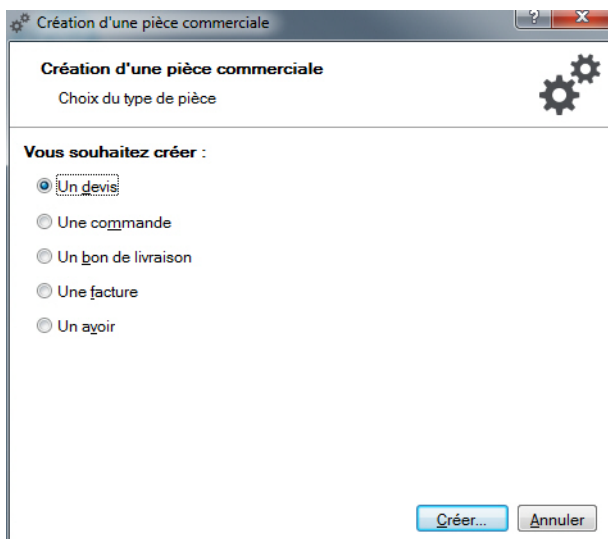 Création d'une pièce commerciale
Création d'une pièce commerciale
Choix du type de pièce
Vous souhaitez créer :
Un devis
Une commande
Un bon de livraison
Une facture
Un avoir
Créer... Annuler